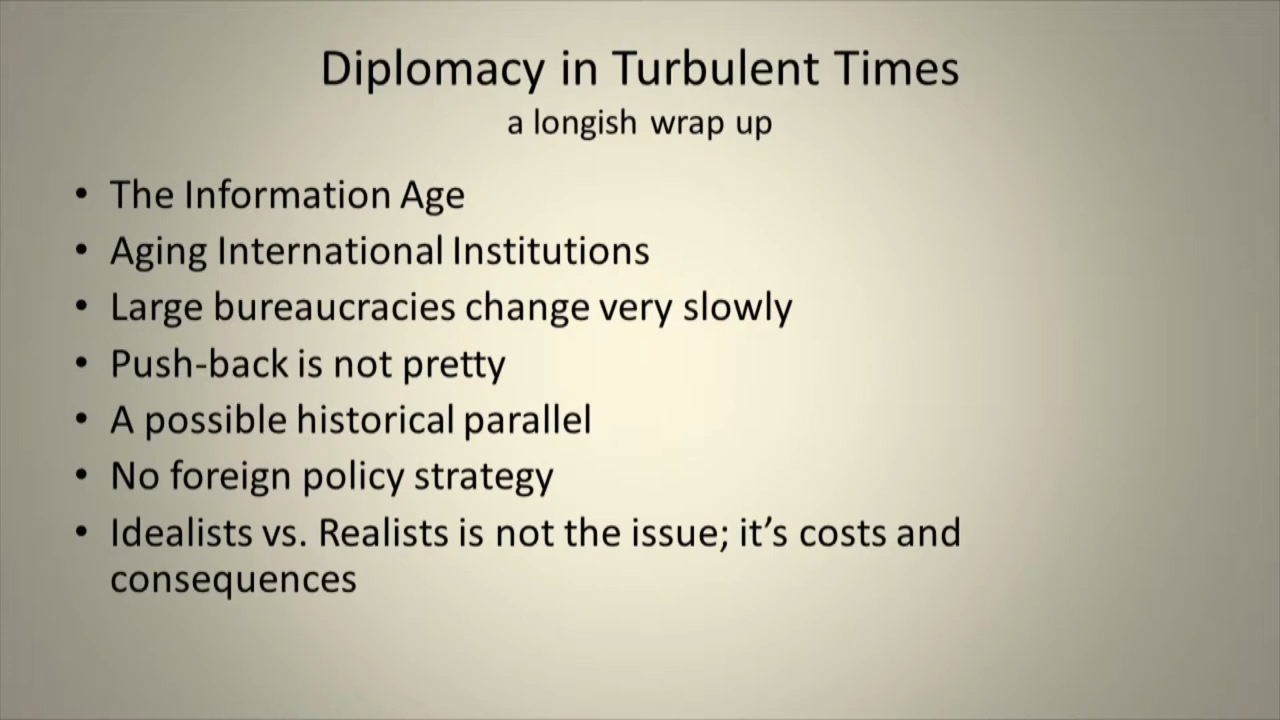 Diplomacy in Turbulent Times
a longish wrap up
• The Information Age
• Aging International Institutions
• Large bureaucracies change very slowly
• Push-back is not pretty
• A possible historical parallel
• No foreign policy strategy
• Idealists vs. Realists is not the issue; it’s costs and
consequences